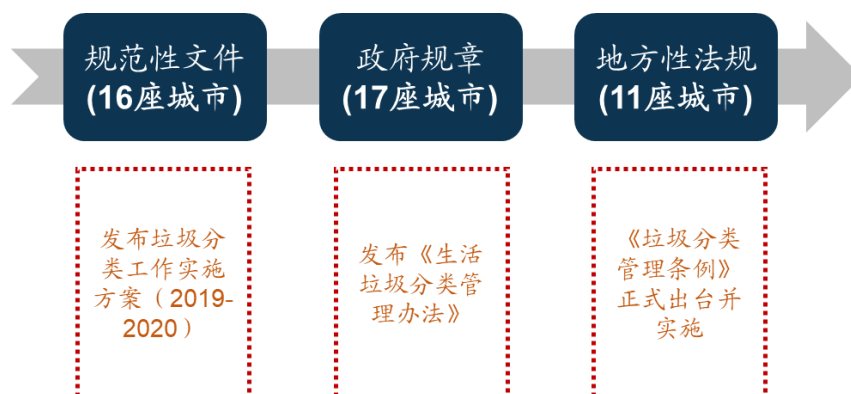 规范性文件
(16座城市)
政府规章
(17座城市)
地方性法规
(11座城市)
发布垃圾分
类工作实施
方案（2019-
2020）
发布《生活
垃圾分类管
理办法》
《垃圾分类
管理条例》
正式出台并
实施